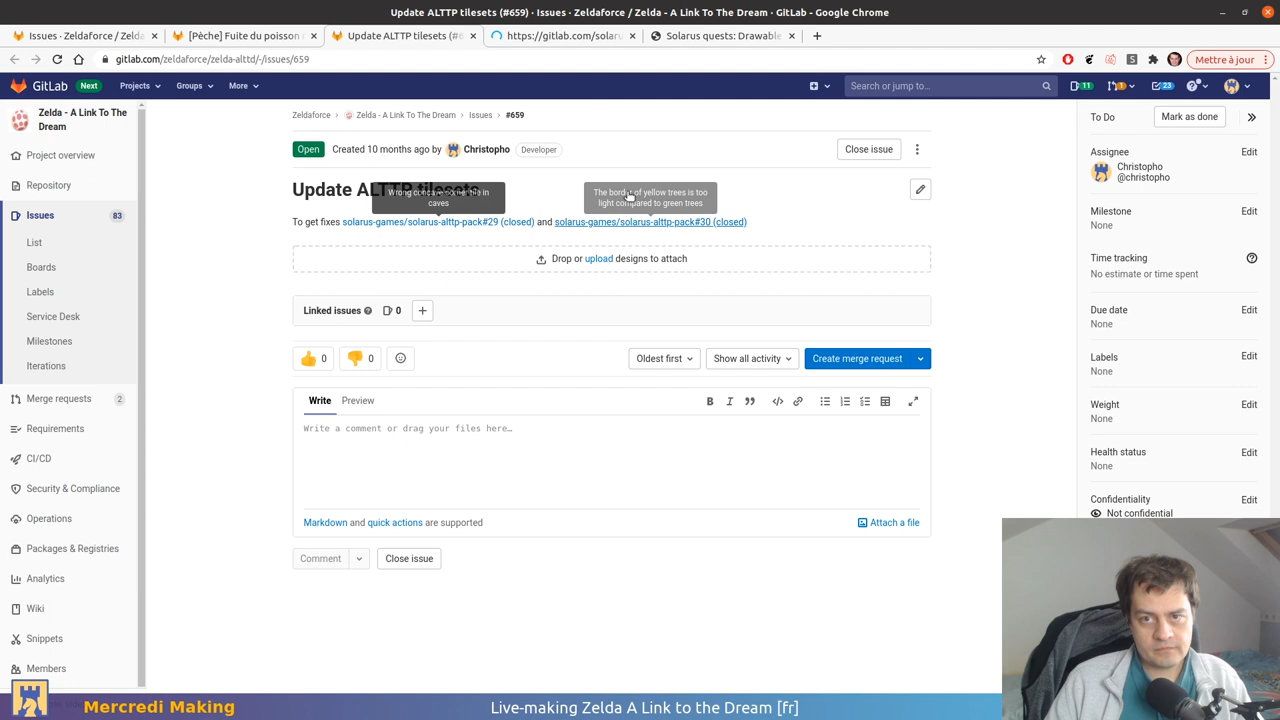 Update ALTTP tilesets (#659) · Issues · Zeldaforce / Zelda - A Link To The Dream · GitLab - Google Chrome
Issues · Zeldaforce / Zelda
[Pêche] Fuite du poisson
Update ALTTP tilesets (#6
https://gitlab.com/solaru
Solarus quests: Drawable
gitlab.com/zeldaforce/zelda-alttd/-/issues/659
Mettre à jour
GitLab Next
Projects Groups More
Search or jump to...
11 1 23
Zelda - A Link To The Dream
Project overview
Repository
Issues 83
List
Boards
Labels
Service Desk
Milestones
Iterations
Merge requests 2
Requirements
CI/CD
Security & Compliance
Operations
Packages & Registries
Analytics
Wiki
Snippets
Members
Zeldaforce > Zelda - A Link To The Dream > Issues > #659
Open Created 10 months ago by Christopho Developer
Close issue
Update ALTTP tilesets
Wrong concave corner tile in caves
The border of yellow trees is too light compared to green trees
To get fixes solarus-games/solarus-alttp-pack#29 (closed) and solarus-games/solarus-alttp-pack#30 (closed)
Drop or upload designs to attach
Linked issues 0
0 0
Oldest first Show all activity Create merge request
Write Preview
Write a comment or drag your files here…
Markdown and quick actions are supported
Attach a file
Comment Close issue
To Do Mark as done
Assignee Edit
Christopho
@christopho
Milestone Edit
None
Time tracking
No estimate or time spent
Due date Edit
None
Labels Edit
None
Weight Edit
None
Health status Edit
None
Confidentiality Edit
Not confidential
Mercredi Making
Live-making Zelda A Link to the Dream [fr]